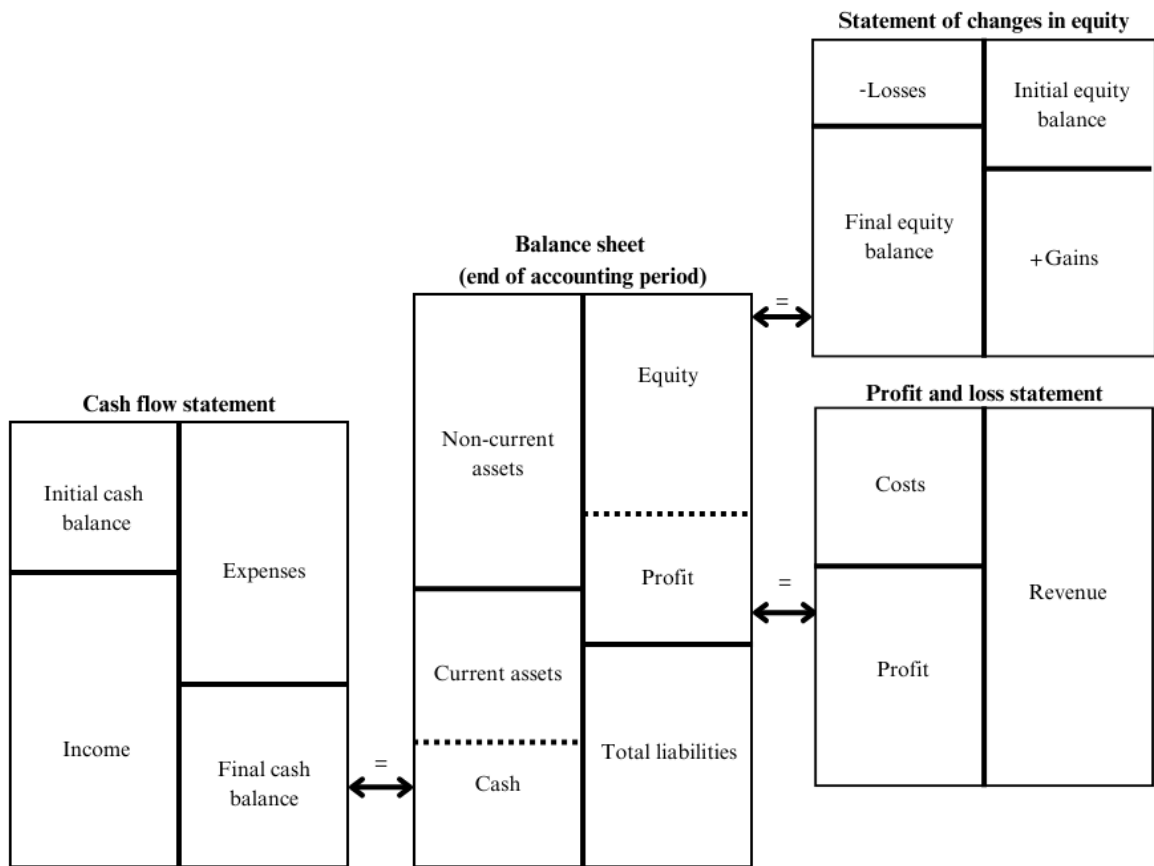 Statement of changes in equity
-Losses
Initial equity
balance
Final equity
balance
+Gains
Balance sheet
(end of accounting period)
=
Equity
Non-current
assets
Profit
=
Current assets
Total liabilities
Cash
Cash flow statement
Initial cash
balance
Expenses
Income
Final cash
balance
=
Profit and loss statement
Costs
Revenue
Profit